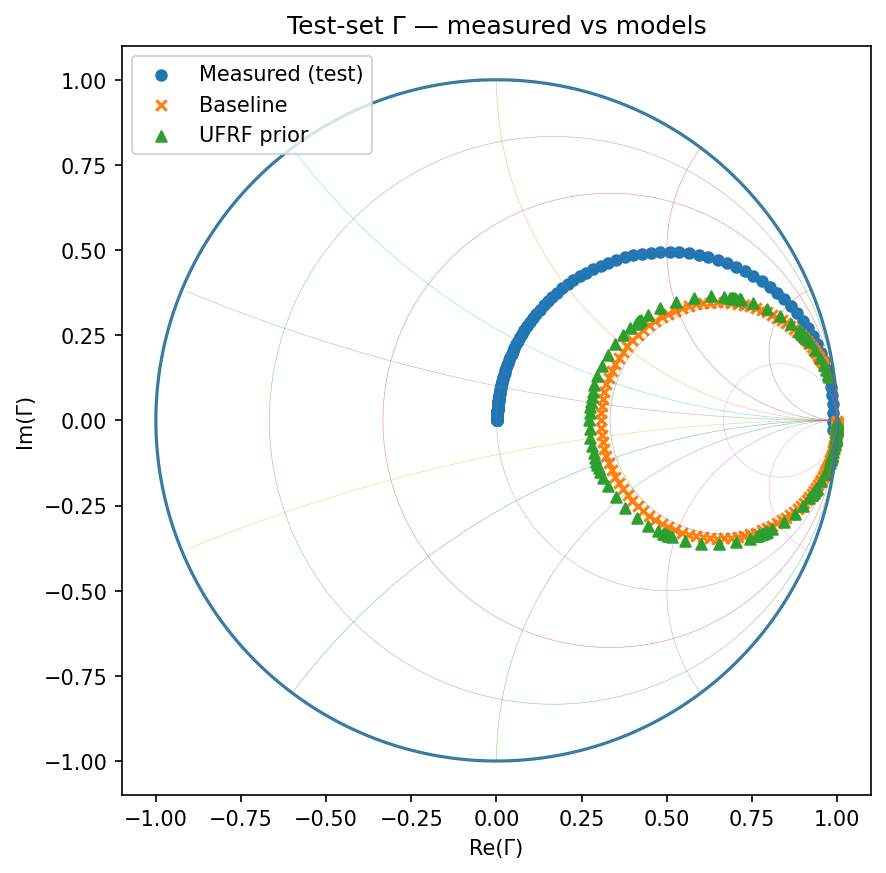 Test-set Γ — measured vs models
Measured (test)
Baseline
UFRF prior
1.00
0.75
0.50
0.25
0.00
−0.25
−0.50
−0.75
−1.00
Im(Γ)
−1.00 −0.75 −0.50 −0.25 0.00 0.25 0.50 0.75 1.00
Re(Γ)